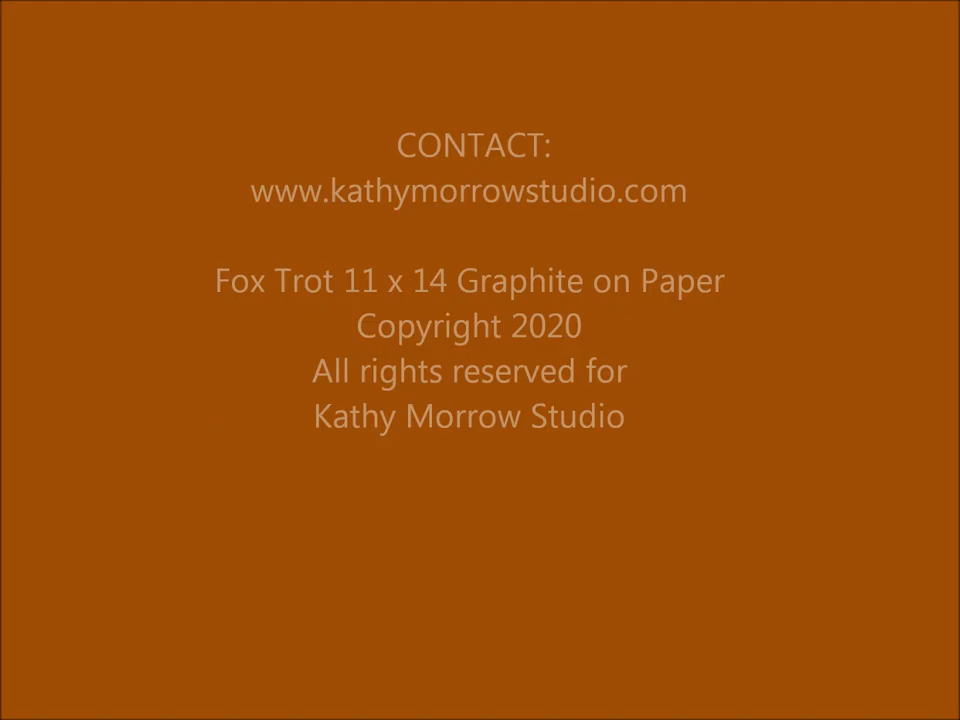 CONTACT:
www.kathymorrowstudio.com
Fox Trot 11 x 14 Graphite on Paper
Copyright 2020
All rights reserved for
Kathy Morrow Studio